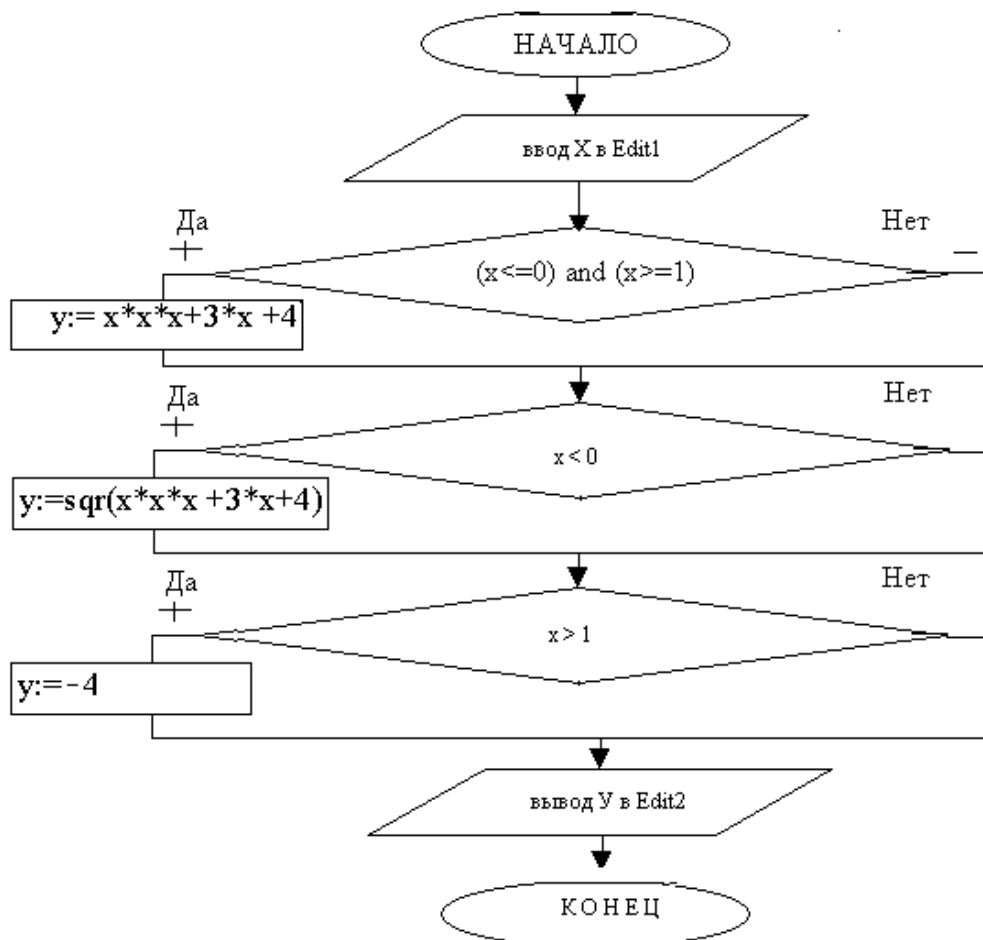 НАЧАЛО
ввод X в Edit1
Да
Нет
(x<=0) and (x>=1)
y:= x*x*x+3*x +4
Да
Нет
x < 0
y:=sqr(x*x*x +3*x+4)
Да
Нет
x > 1
y:=-4
вывод У в Edit2
КОНЕЦ